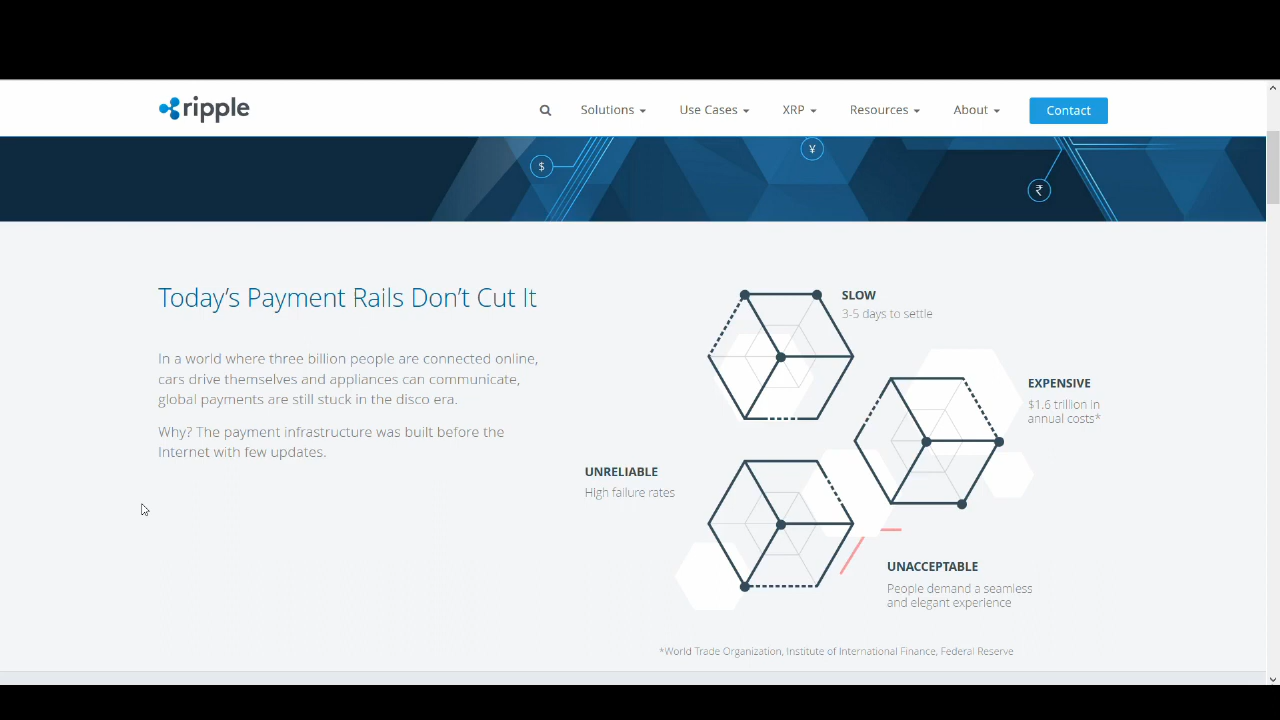 ripple
Solutions
Use Cases
XRP
Resources
About
Contact
$
¥
₹
Today's Payment Rails Don't Cut It
In a world where three billion people are connected online,
cars drive themselves and appliances can communicate,
global payments are still stuck in the disco era.
Why? The payment infrastructure was built before the
Internet with few updates.
SLOW
3-5 days to settle
EXPENSIVE
$1.6 trillion in
annual costs*
UNRELIABLE
High failure rates
UNACCEPTABLE
People demand a seamless
and elegant experience
*World Trade Organization, Institute of International Finance, Federal Reserve